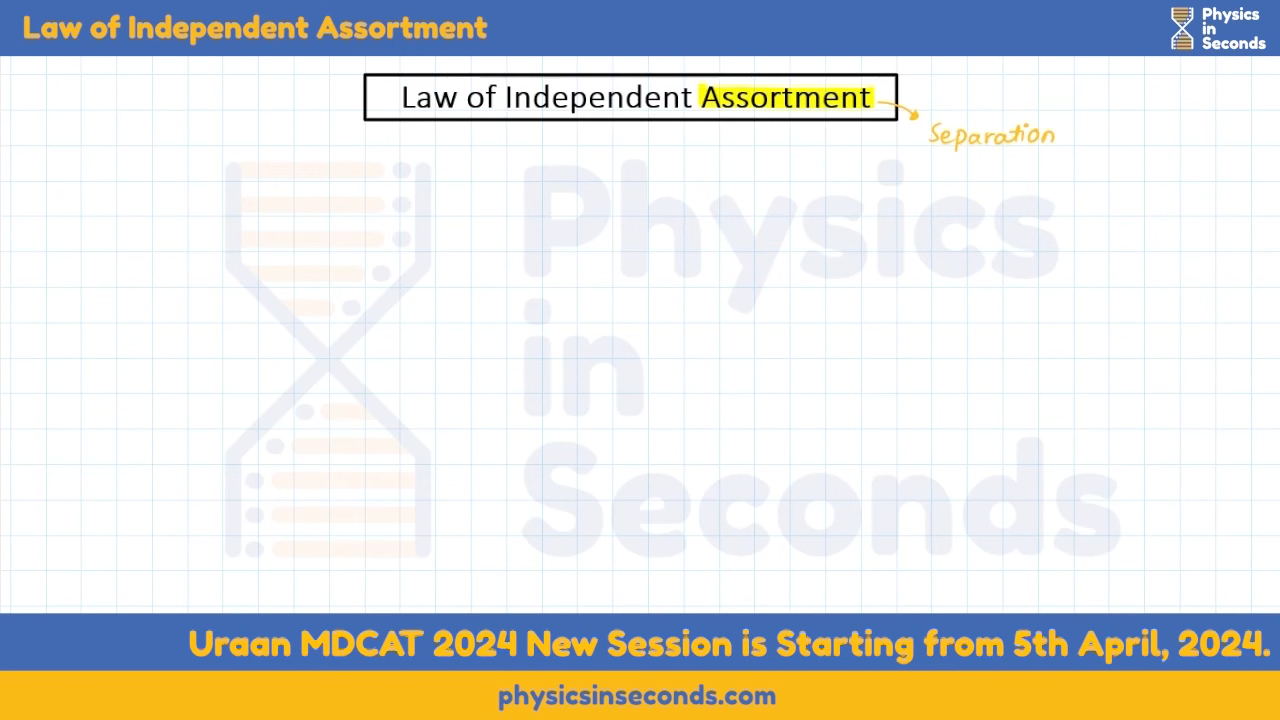 Law of Independent Assortment
Physics
in
Seconds
Law of Independent Assortment
Separation
Physics
in
Seconds
Uraan MDCAT 2024 New Session is Starting from 5th April, 2024.
physicsinseconds.com